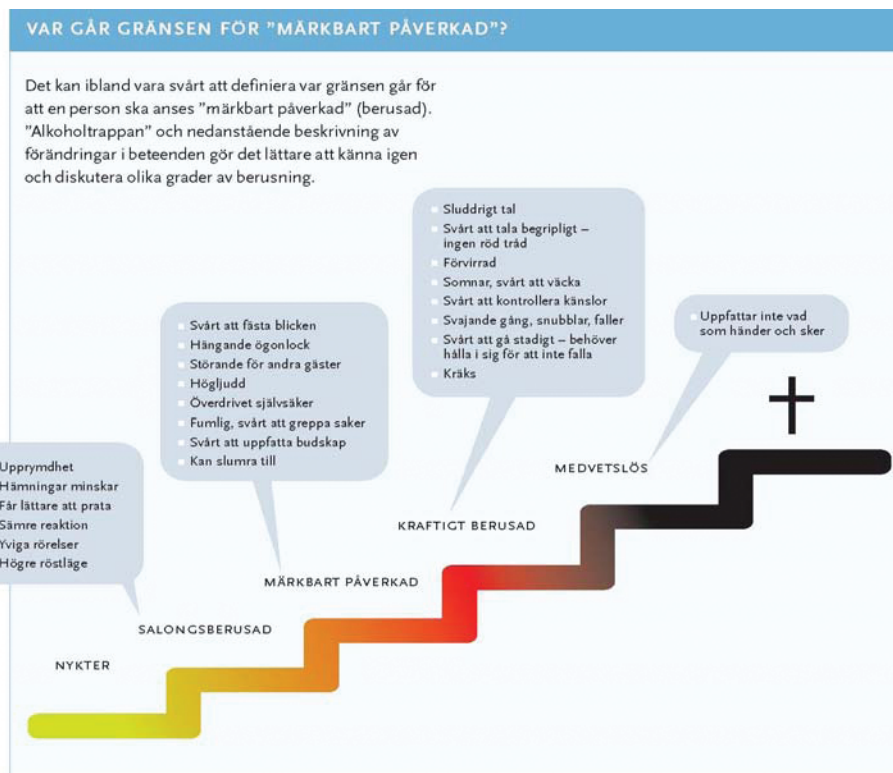 VAR GÅR GRÄNSEN FÖR ”MÄRKBART PÅVERKAD”?
Det kan ibland vara svårt att definiera var gränsen går för
att en person ska anses ”märkbart påverkad” (berusad).
”Alkoholtrappan” och nedanstående beskrivning av
förändringar i beteenden gör det lättare att känna igen
och diskutera olika grader av berusning.
Upprymdhet
Hämningar minskar
Får lättare att prata
Sämre reaktion
Yviga rörelser
Högre röstläge
Svårt att fästa blicken
Hängande ögonlock
Störande för andra gäster
Högljudd
Överdrivet självsäker
Fumlig, svårt att greppa saker
Svårt att uppfatta budskap
Kan slumra till
Sluddrigt tal
Svårt att tala begripligt –
ingen röd tråd
Förvirrad
Somnar, svårt att väcka
Svårt att kontrollera känslor
Svajande gång, snubblar, faller
Svårt att gå stadigt – behöver
hålla i sig för att inte falla
Kräks
Uppfattar inte vad
som händer och sker
NYKTER
SALONGSBERUSAD
MÄRKBART PÅVERKAD
KRAFTIGT BERUSAD
MEDVETSLÖS